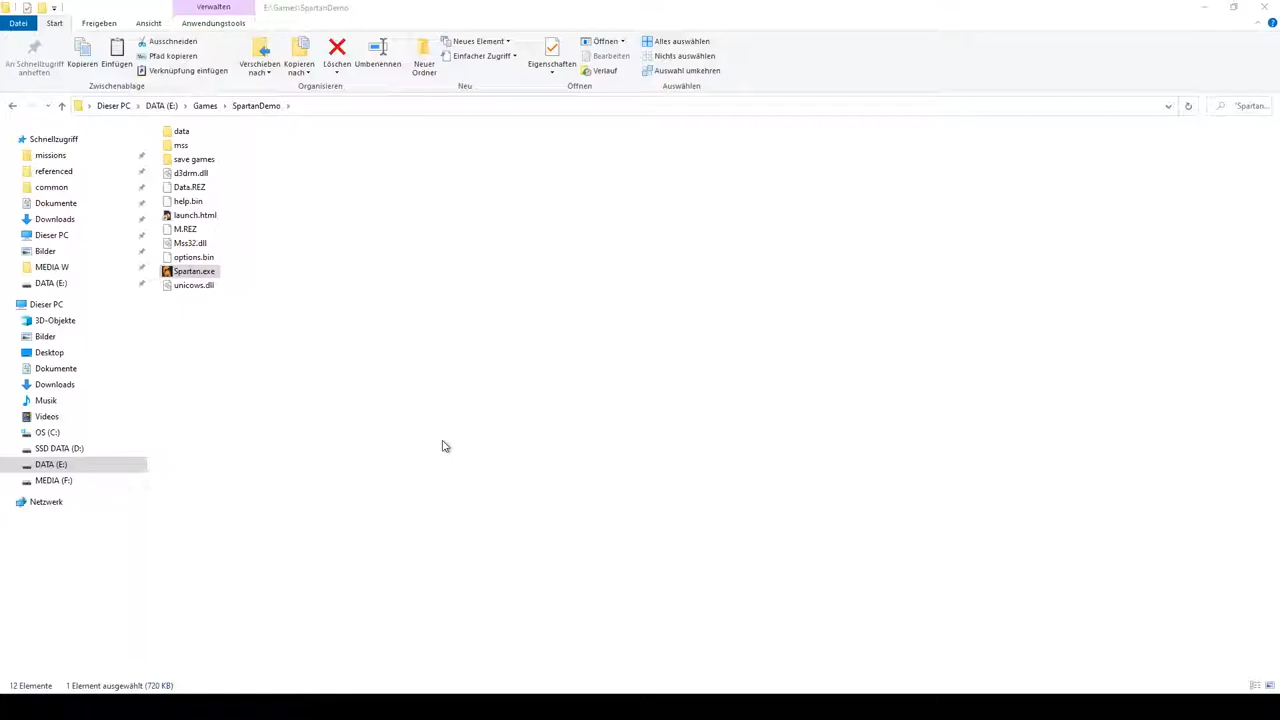 Verwalten E:\Games\SpartanDemo
Datei Start Freigeben Ansicht Anwendungstools
An Schnellzugriff anheften
Kopieren
Einfügen
Ausschneiden
Pfad kopieren
Verknüpfung einfügen
Zwischenablage
Verschieben nach
Kopieren nach
Löschen
Umbenennen
Organisieren
Neuer Ordner
Neues Element
Einfacher Zugriff
Neu
Eigenschaften
Öffnen
Bearbeiten
Verlauf
Öffnen
Alles auswählen
Nichts auswählen
Auswahl umkehren
Auswählen
Dieser PC DATA (E:) Games SpartanDemo
"Spartan...
Schnellzugriff
missions
referenced
common
Dokumente
Downloads
Dieser PC
Bilder
MEDIA W
DATA (E:)
Dieser PC
3D-Objekte
Bilder
Desktop
Dokumente
Downloads
Musik
Videos
OS (C:)
SSD DATA (D:)
DATA (E:)
MEDIA (F:)
Netzwerk
data
mss
save games
d3drm.dll
Data.REZ
help.bin
launch.html
M.REZ
Mss32.dll
options.bin
Spartan.exe
unicows.dll
12 Elemente 1 Element ausgewählt (720 KB)